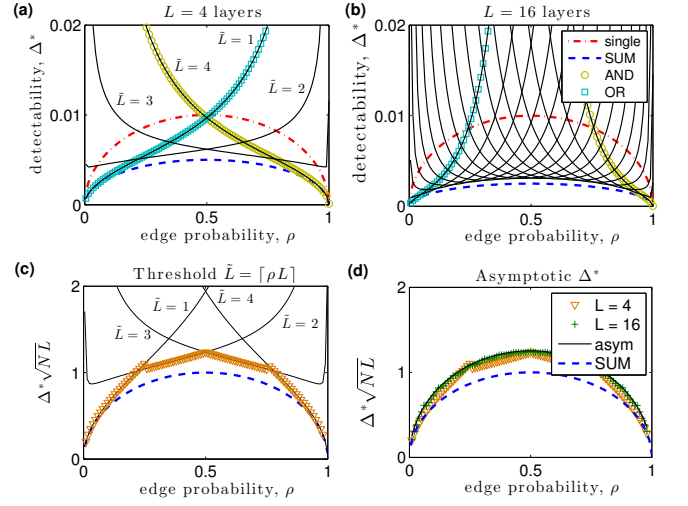 (a) L = 4 layers
detectability, Δ*
0.02
0.01
0
L̃ = 1
L̃ = 4
L̃ = 3
L̃ = 2
0 0.5 1
edge probability, ρ
(b) L = 16 layers
detectability, Δ*
0.02
0.01
0
single
SUM
AND
OR
0 0.5 1
edge probability, ρ
(c) Threshold L̃ = ⌈ρL⌉
Δ*√NL
2
1
0
L̃ = 1
L̃ = 4
L̃ = 3
L̃ = 2
0 0.5 1
edge probability, ρ
(d) Asymptotic Δ*
Δ*√NL
2
1
0
L = 4
L = 16
asym
SUM
0 0.5 1
edge probability, ρ